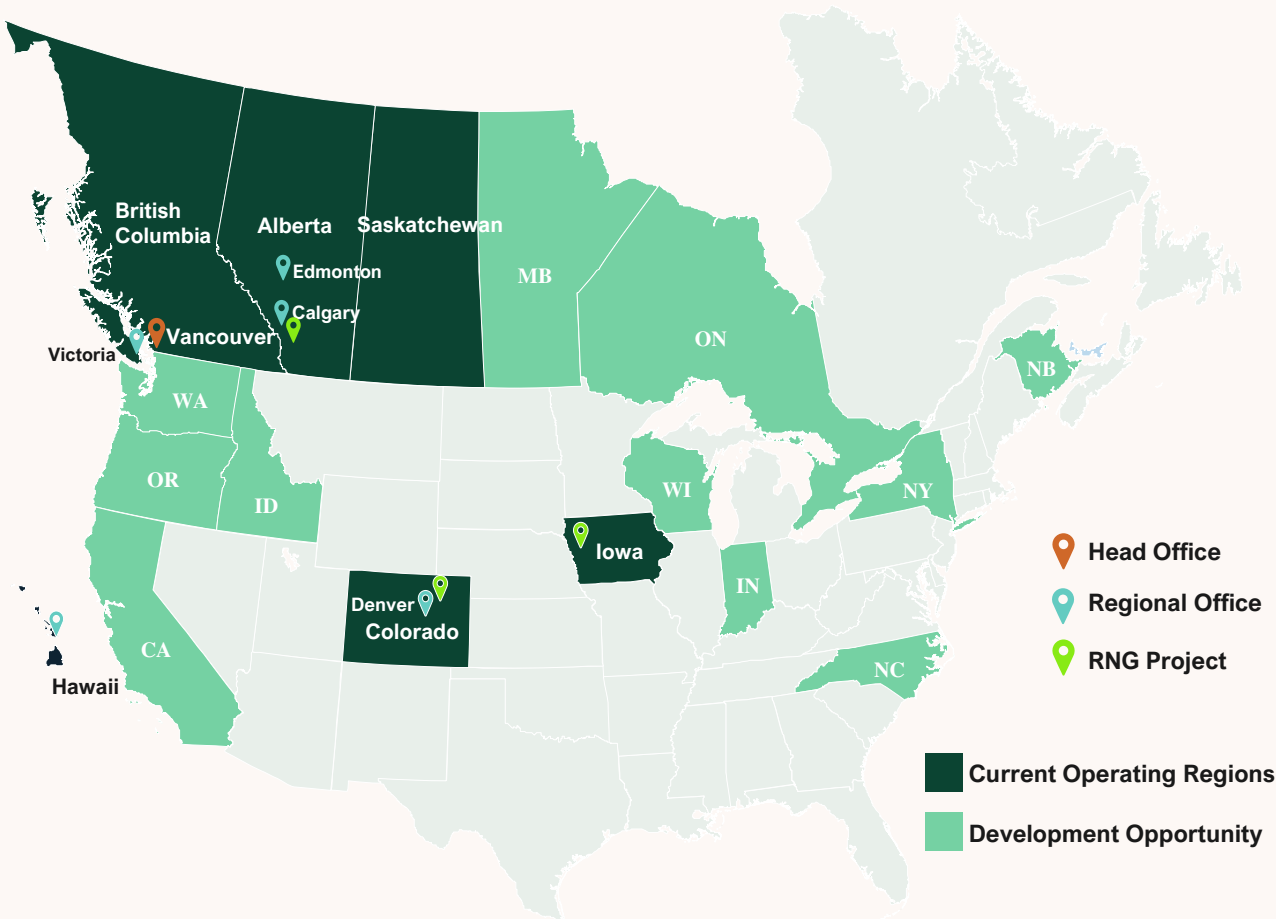 British
Columbia
Alberta
Saskatchewan
Edmonton
MB
Calgary
Vancouver
ON
Victoria
NB
WA
OR
ID
WI
NY
Iowa
Head Office
IN
Denver
Regional Office
Colorado
CA
RNG Project
NC
Hawaii
Current Operating Regions
Development Opportunity